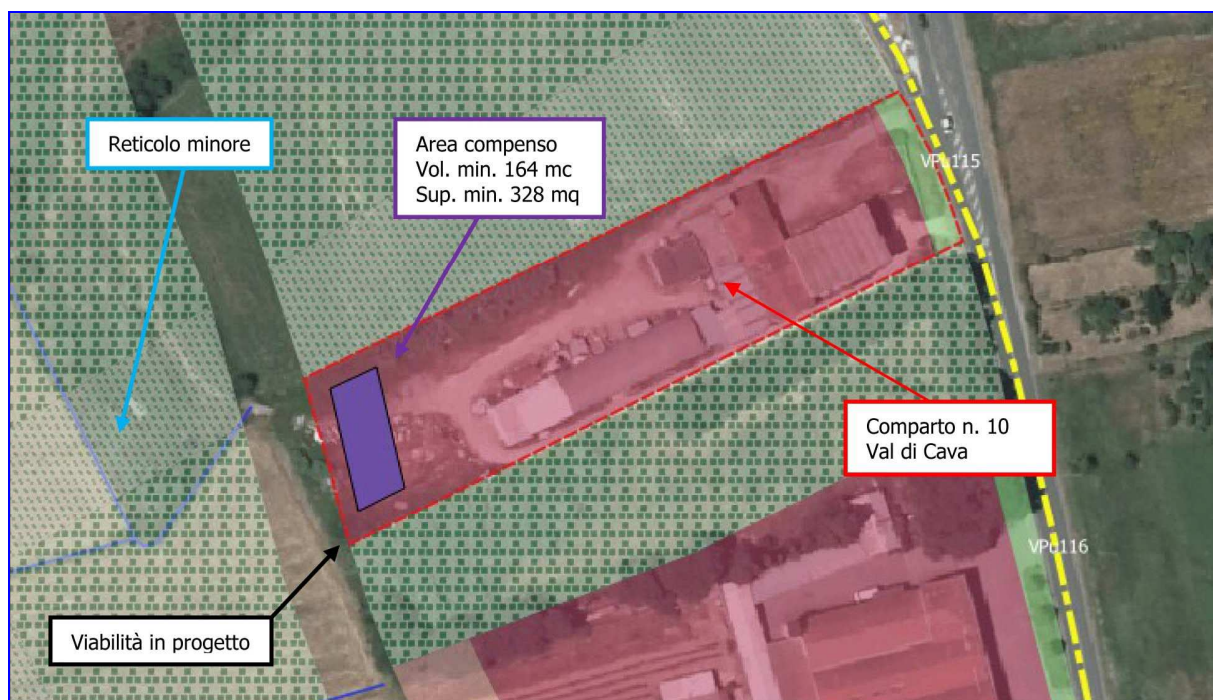 Reticolo minore
Area compenso
Vol. min. 164 mc
Sup. min. 328 mq
VPu115
Comparto n. 10
Val di Cava
VPu116
Viabilità in progetto